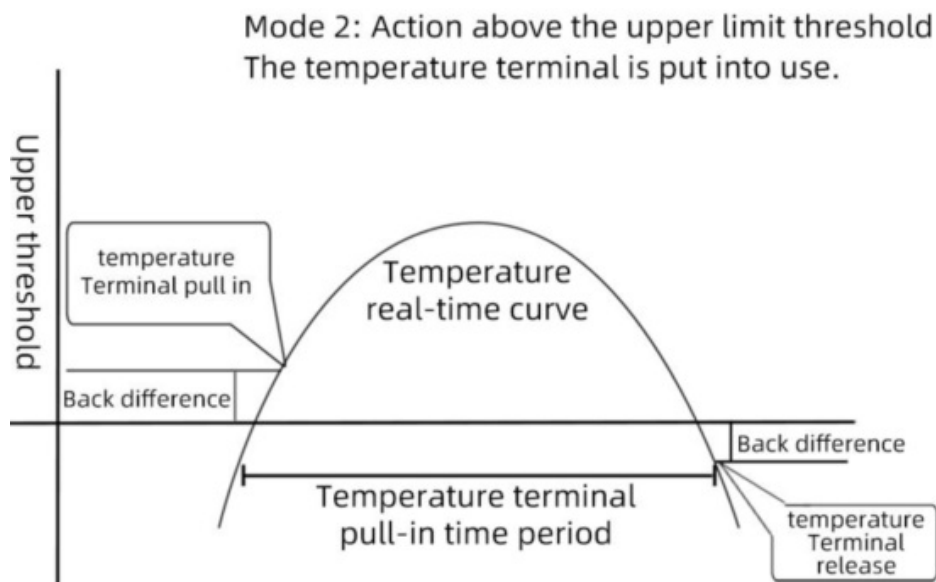 Mode 2: Action above the upper limit threshold
The temperature terminal is put into use.
Upper threshold
temperature
Terminal pull in
Temperature
real-time curve
Back difference
Back difference
Temperature terminal
pull-in time period
temperature
Terminal
release